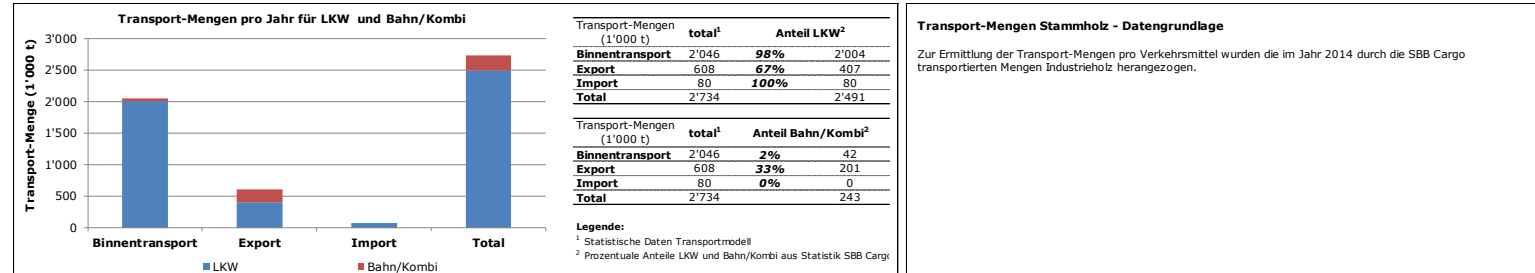 Transport-Mengen pro Jahr für LKW und Bahn/Kombi
Transport-Menge (1'000 t)
3'000
2'500
2'000
1'500
1'000
500
0
Binnentransport Export Import Total
LKW Bahn/Kombi
Transport-Mengen (1'000 t) total¹ Anteil LKW²
Binnentransport 2'046 98% 2'004
Export 608 67% 407
Import 80 100% 80
Total 2'734 2'491
Transport-Mengen (1'000 t) total¹ Anteil Bahn/Kombi²
Binnentransport 2'046 2% 42
Export 608 33% 201
Import 80 0% 0
Total 2'734 243
Legende:
¹ Statistische Daten Transportmodell
² Prozentuale Anteile LKW und Bahn/Kombi aus Statistik SBB Cargo
Transport-Mengen Stammholz - Datengrundlage
Zur Ermittlung der Transport-Mengen pro Verkehrsmittel wurden die im Jahr 2014 durch die SBB Cargo
transportierten Mengen Industrieholz herangezogen.